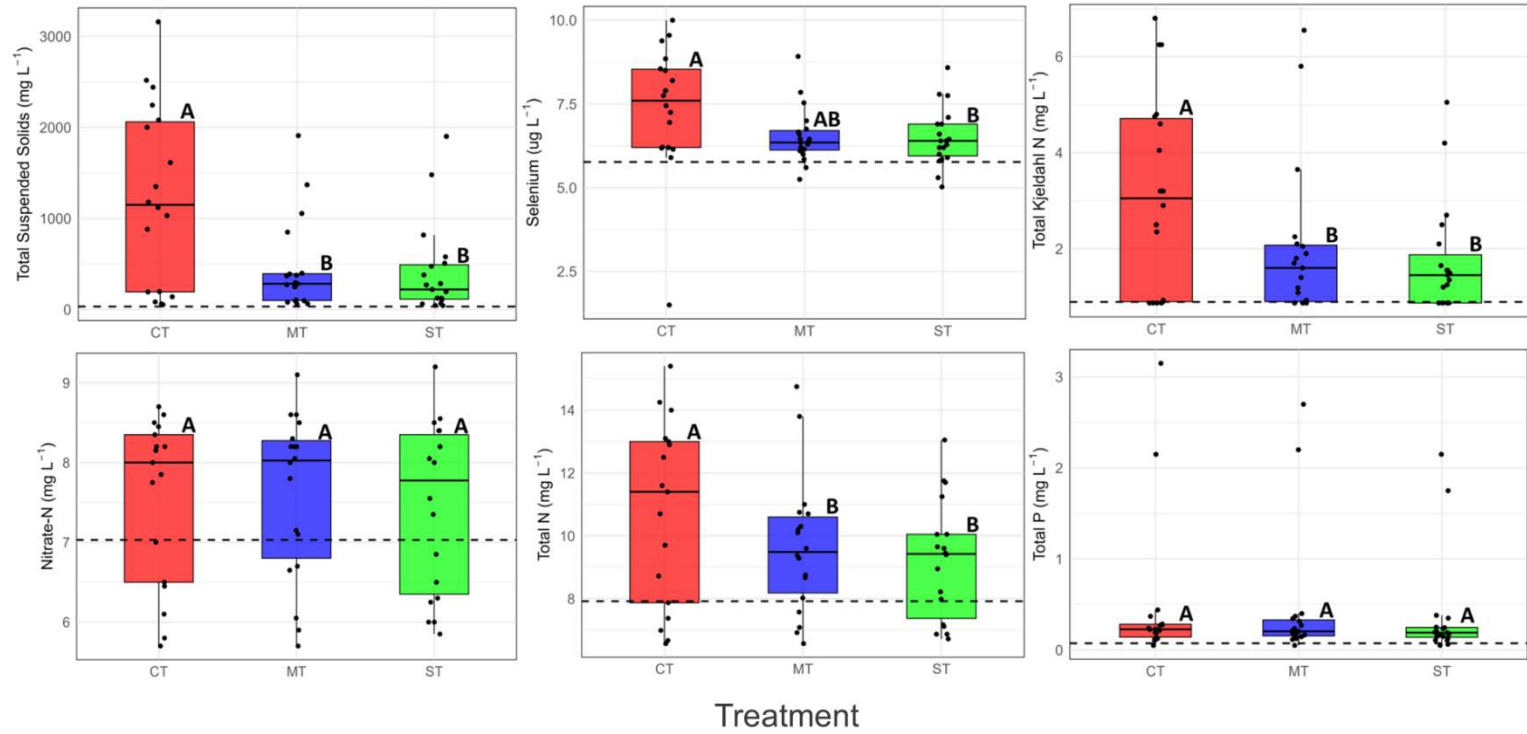 Total Suspended Solids (mg L⁻¹)
3000
2000
1000
0
A
B
B
CT MT ST
Selenium (ug L⁻¹)
10.0
7.5
5.0
2.5
A
AB
B
CT MT ST
Total Kjeldahl N (mg L⁻¹)
6
4
2
A
B
B
CT MT ST
Nitrate-N (mg L⁻¹)
9
8
7
6
A
A
A
CT MT ST
Total N (mg L⁻¹)
14
12
10
8
A
B
B
CT MT ST
Total P (mg L⁻¹)
3
2
1
0
A
A
A
CT MT ST
Treatment